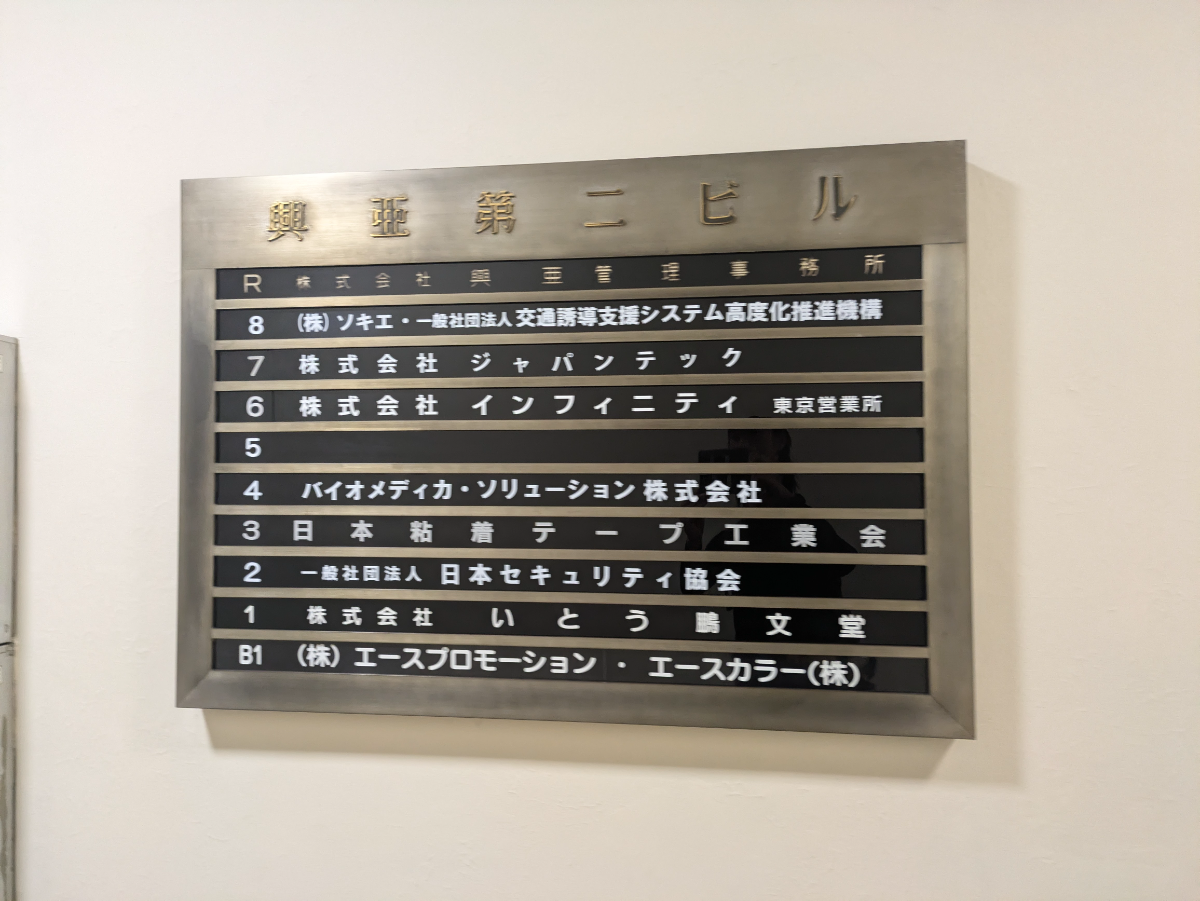 興亜第二ビル
R 株式会社 興亜管理事務所
8 (株)ソキエ・一般社団法人交通誘導支援システム高度化推進機構
7 株式会社 ジャパンテック
6 株式会社 インフィニティ 東京営業所
5
4 バイオメディカ・ソリューション株式会社
3 日本粘着テープ工業会
2 一般社団法人 日本セキュリティ協会
1 株式会社 いとう鵬文堂
B1 (株)エースプロモーション・エースカラー(株)